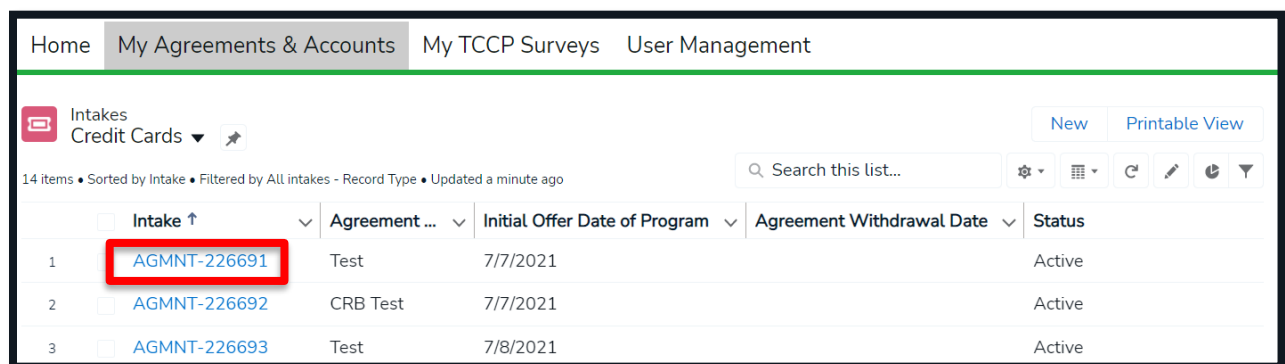 Home My Agreements & Accounts My TCCP Surveys User Management
Intakes
Credit Cards
New Printable View
14 items • Sorted by Intake • Filtered by All intakes - Record Type • Updated a minute ago
Search this list...
Intake ↑ Agreement ... Initial Offer Date of Program Agreement Withdrawal Date Status
1 AGMNT-226691 Test 7/7/2021 Active
2 AGMNT-226692 CRB Test 7/7/2021 Active
3 AGMNT-226693 Test 7/8/2021 Active